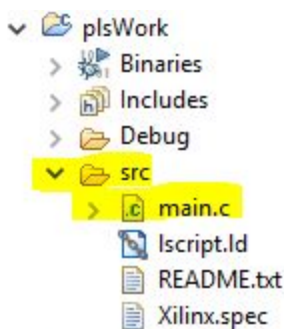 plsWork
Binaries
Includes
Debug
src
main.c
lscript.ld
README.txt
Xilinx.spec